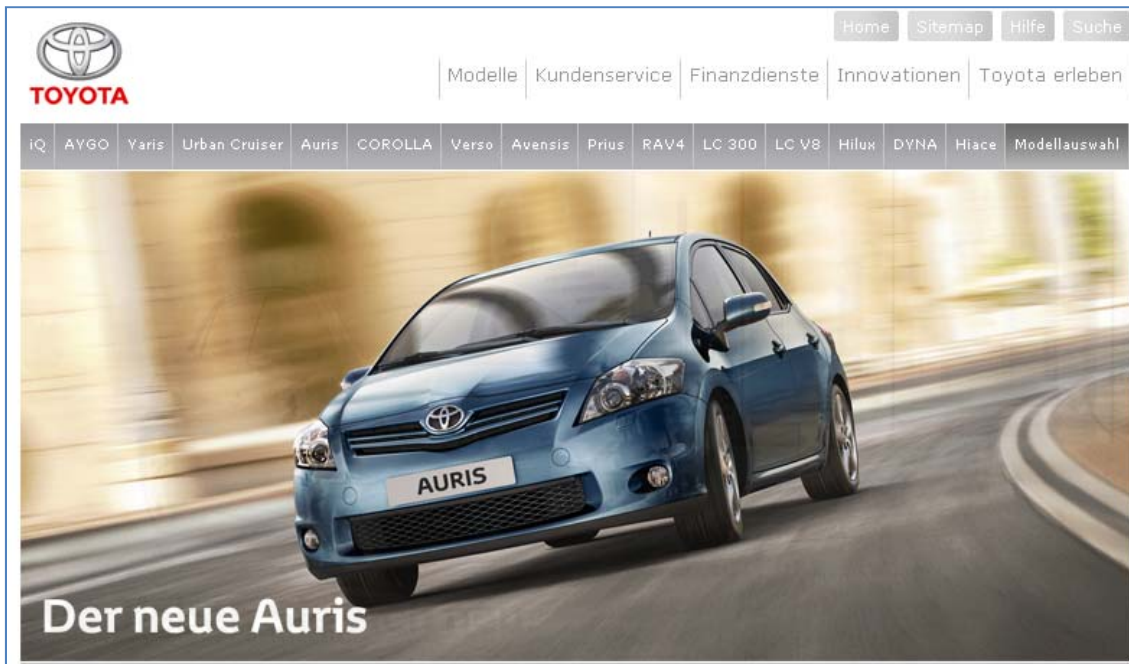 Home Sitemap Hilfe Suche
TOYOTA
Modelle Kundenservice Finanzdienste Innovationen Toyota erleben
iQ AYGO Yaris Urban Cruiser Auris COROLLA Verso Avensis Prius RAV4 LC 300 LC V8 Hilux DYNA Hiace Modellauswahl
AURIS
Der neue Auris